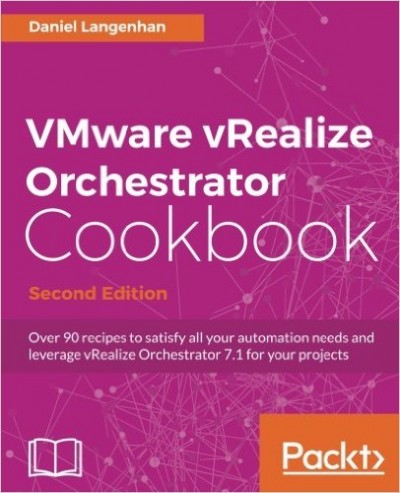 Daniel Langenhan
VMware vRealize
Orchestrator
Cookbook
Second Edition
Over 90 recipes to satisfy all your automation needs and
leverage vRealize Orchestrator 7.1 for your projects
Packt>